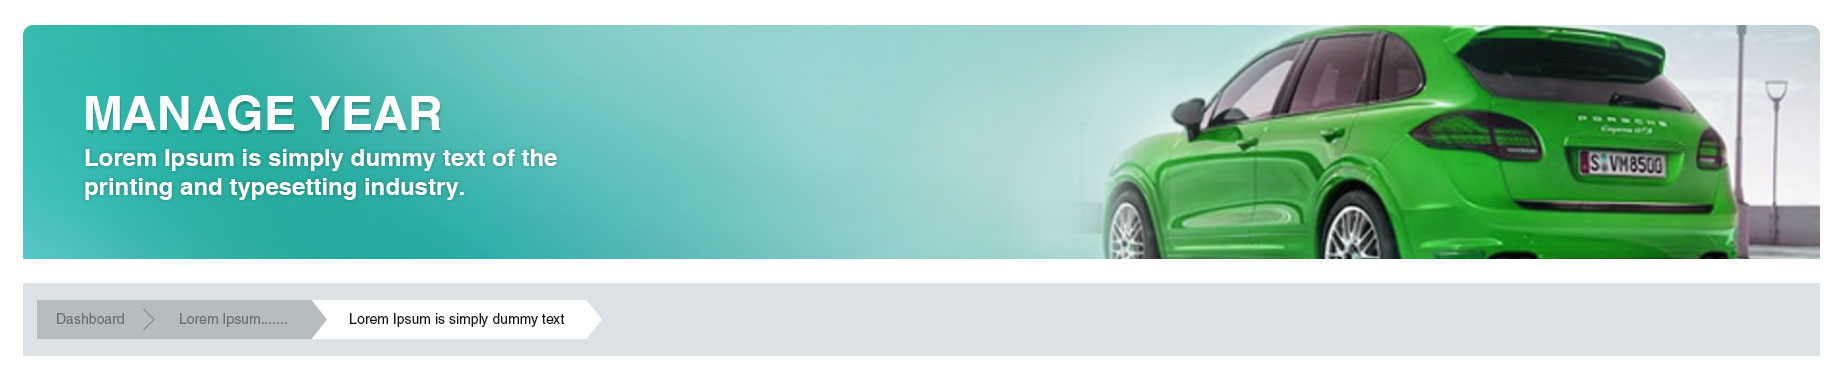 MANAGE YEAR
Lorem Ipsum is simply dummy text of the
printing and typesetting industry.
PORSCHE
Cayenne GTS
S VM8500
Dashboard
Lorem Ipsum.......
Lorem Ipsum is simply dummy text